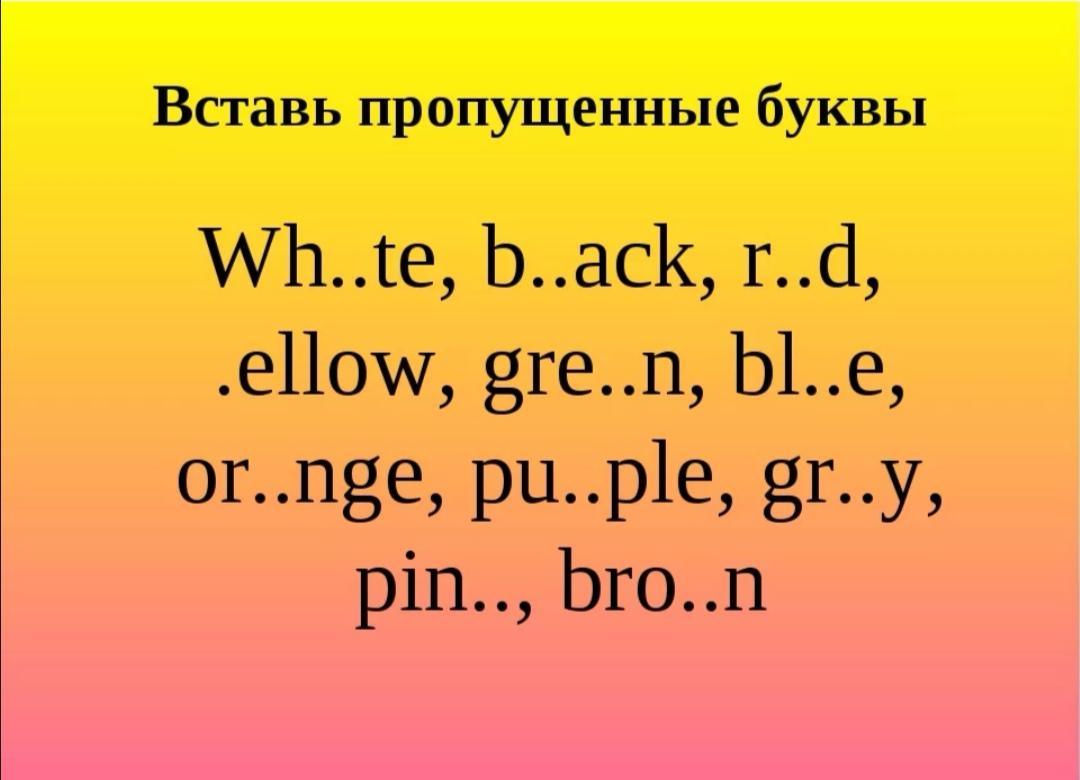 Вставь пропущенные буквы
Wh..te, b..ack, r..d,
.ellow, gre..n, bl..e,
or..nge, pu..ple, gr..y,
pin.., bro..n